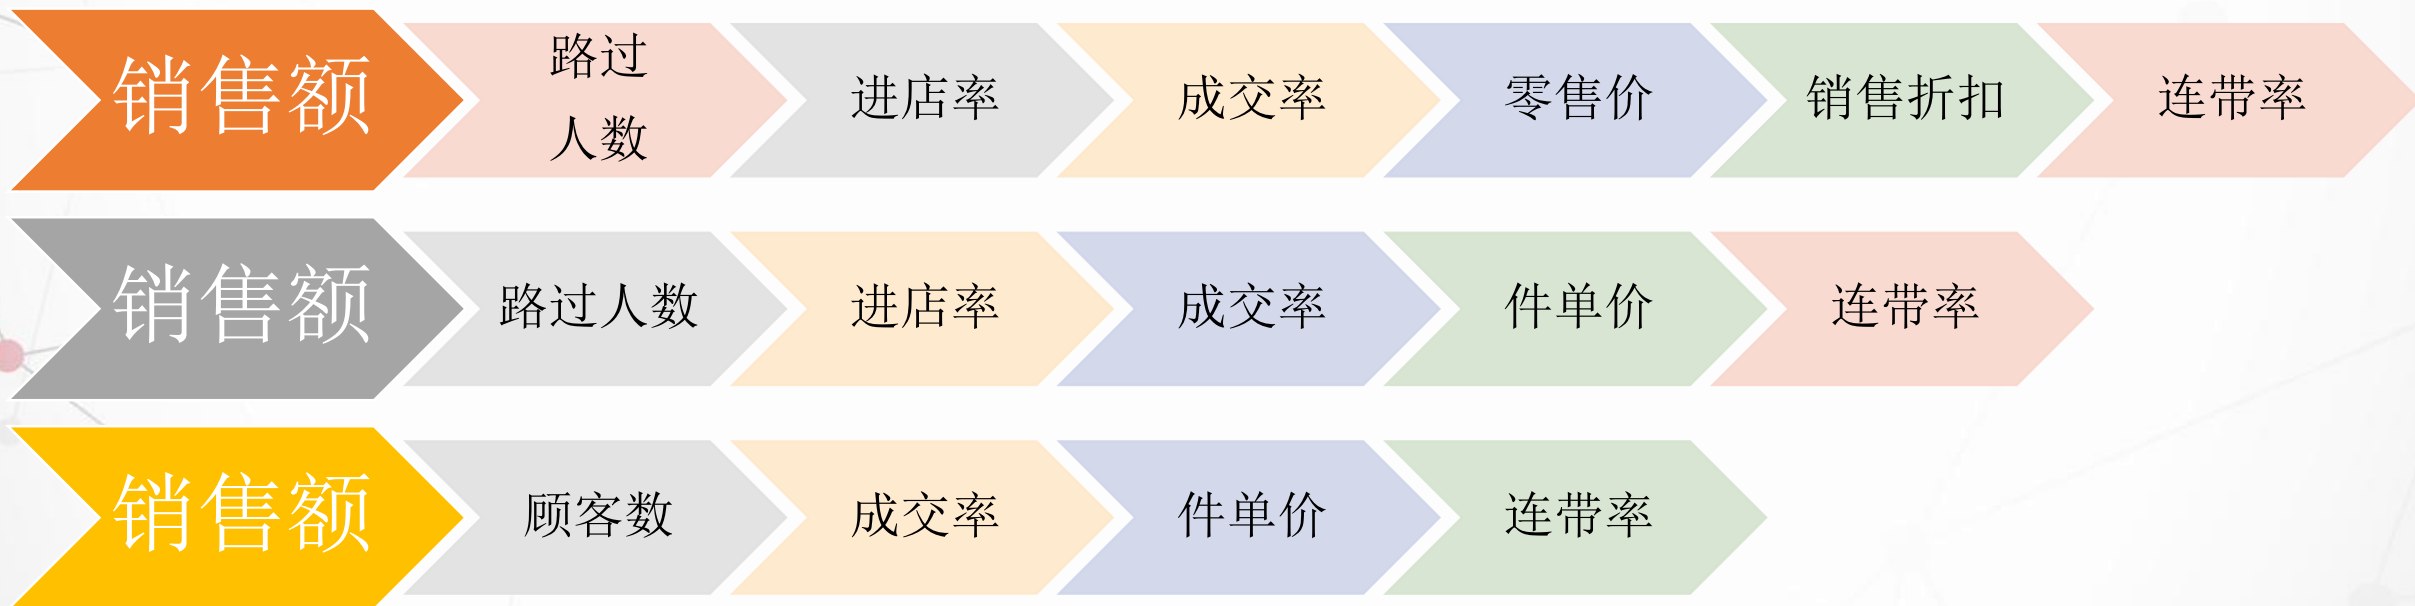 销售额
路过
人数
进店率
成交率
零售价
销售折扣
连带率
销售额
路过人数
进店率
成交率
件单价
连带率
销售额
顾客数
成交率
件单价
连带率